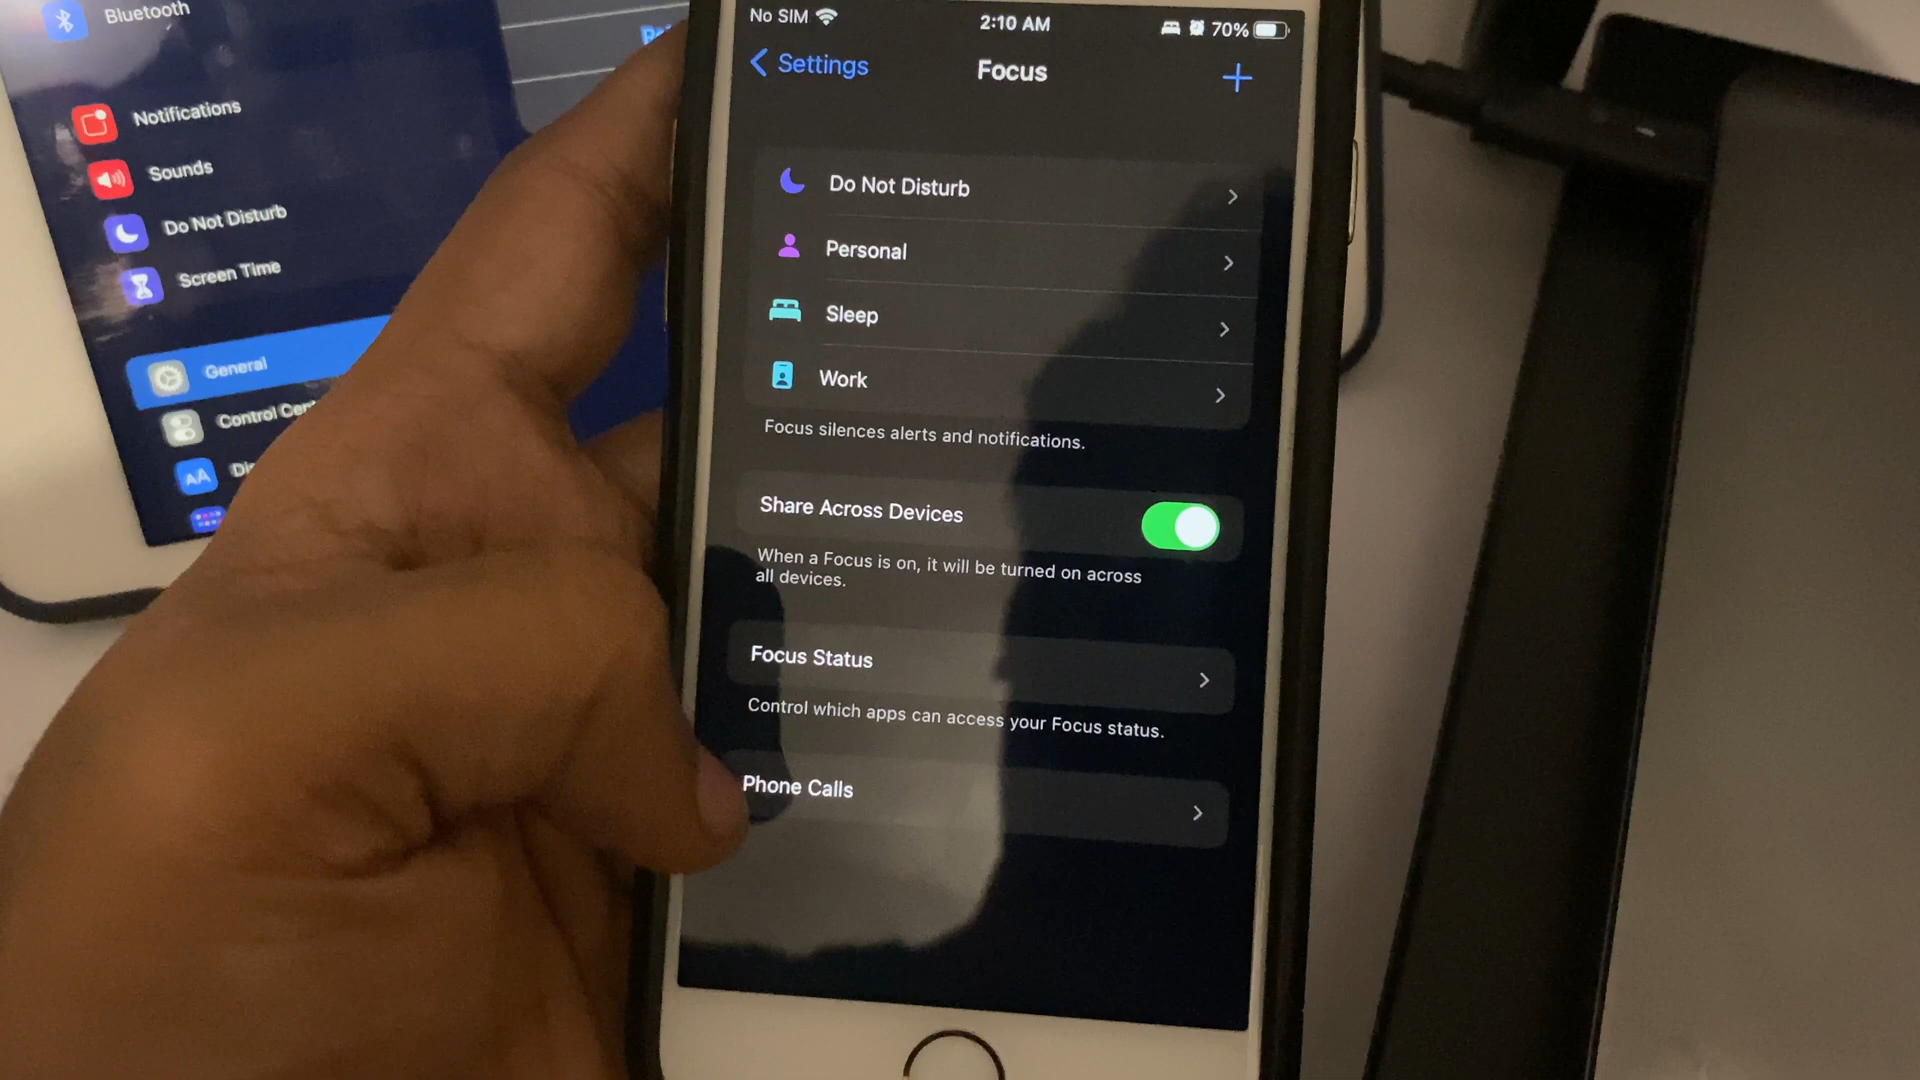 Bluetooth
Notifications
Sounds
Do Not Disturb
Screen Time
General
Control
AA
No SIM
2:10 AM
70%
Settings
Focus
Do Not Disturb
Personal
Sleep
Work
Focus silences alerts and notifications.
Share Across Devices
When a Focus is on, it will be turned on across
all devices.
Focus Status
Control which apps can access your Focus status.
Phone Calls